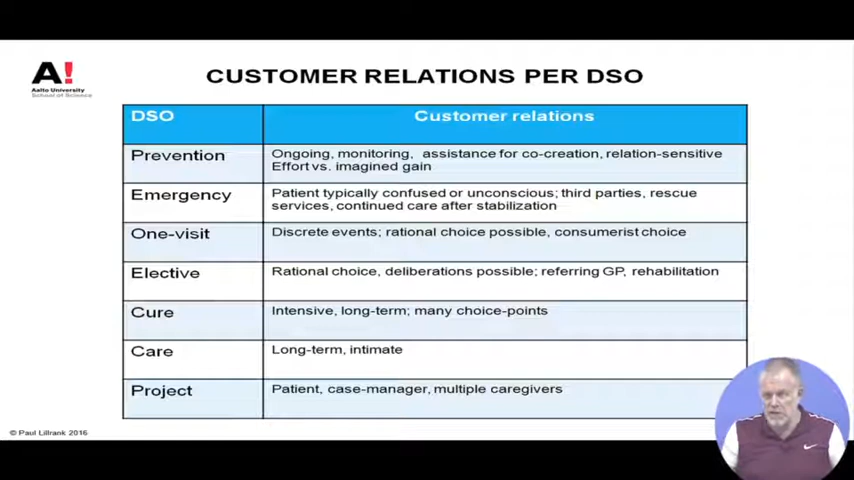 A!
Aalto University
School of Science
CUSTOMER RELATIONS PER DSO
DSO
Customer relations
Prevention
Ongoing, monitoring, assistance for co-creation, relation-sensitive
Effort vs. imagined gain
Emergency
Patient typically confused or unconscious; third parties, rescue
services, continued care after stabilization
One-visit
Discrete events; rational choice possible, consumerist choice
Elective
Rational choice, deliberations possible; referring GP, rehabilitation
Cure
Intensive, long-term; many choice-points
Care
Long-term, intimate
Project
Patient, case-manager, multiple caregivers
© Paul Lillrank 2016